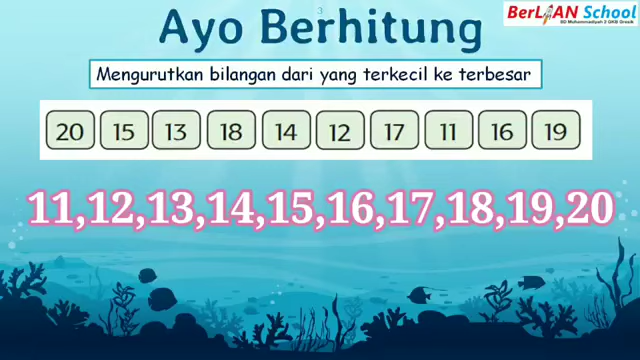 Ayo Berhitung
BerLIAN School
SD Muhammadiyah 2 GKB Gresik
Mengurutkan bilangan dari yang terkecil ke terbesar
20 15 13 18 14 12 17 11 16 19
11,12,13,14,15,16,17,18,19,20